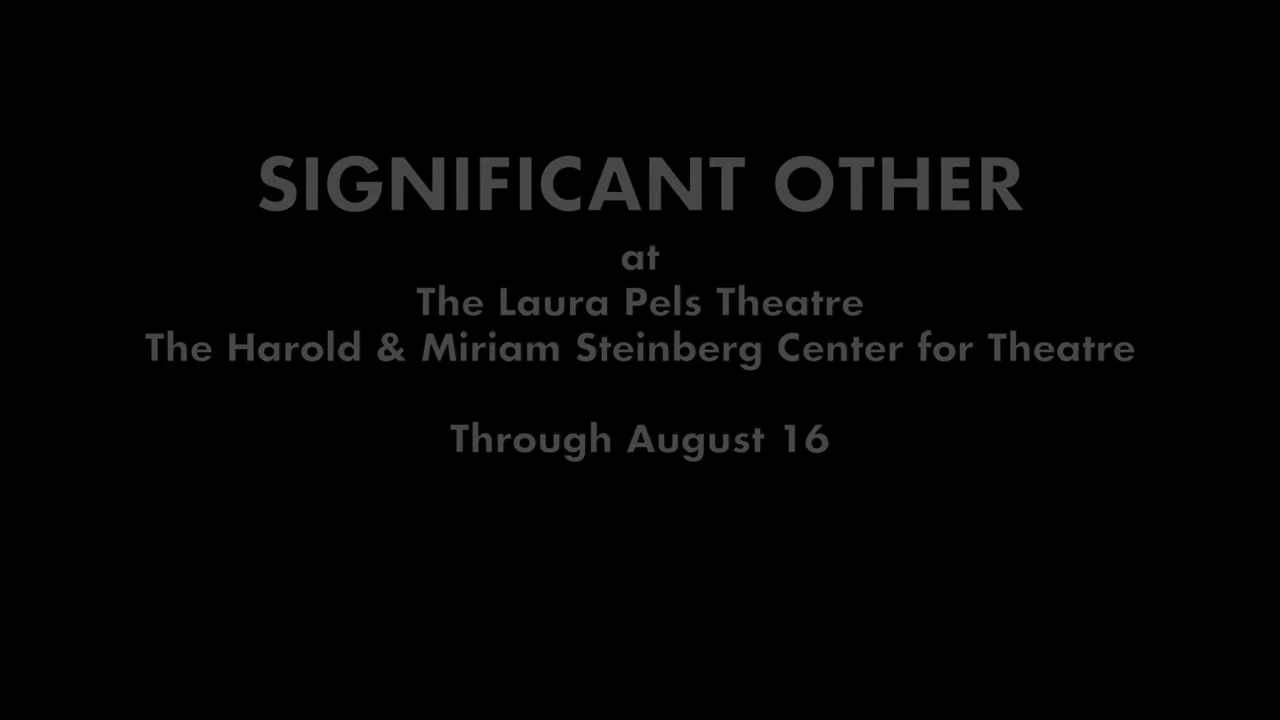 SIGNIFICANT OTHER
at
The Laura Pels Theatre
The Harold & Miriam Steinberg Center for Theatre
Through August 16